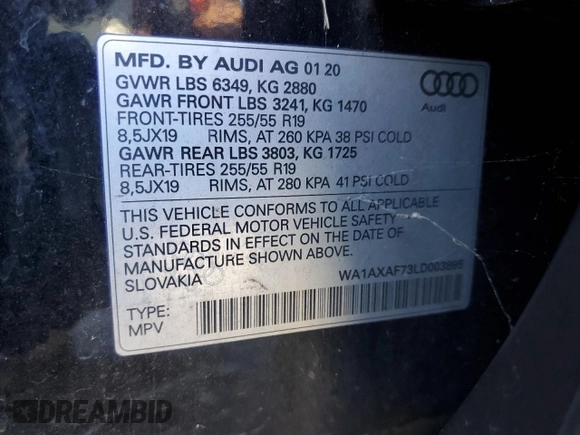 MFD. BY AUDI AG 01 20
GVWR LBS 6349, KG 2880
GAWR FRONT LBS 3241, KG 1470
FRONT-TIRES 255/55 R19
8,5JX19 RIMS, AT 260 KPA 38 PSI COLD
GAWR REAR LBS 3803, KG 1725
REAR-TIRES 255/55 R19
8,5JX19 RIMS, AT 280 KPA 41 PSI COLD
THIS VEHICLE CONFORMS TO ALL APPLICABLE
U.S. FEDERAL MOTOR VEHICLE SAFETY
STANDARDS IN EFFECT ON THE DATE OF
MANUFACTURE SHOWN ABOVE.
SLOVAKIA
WA1AXAF73LD003895
TYPE:
MPV
Audi
DREAMBID